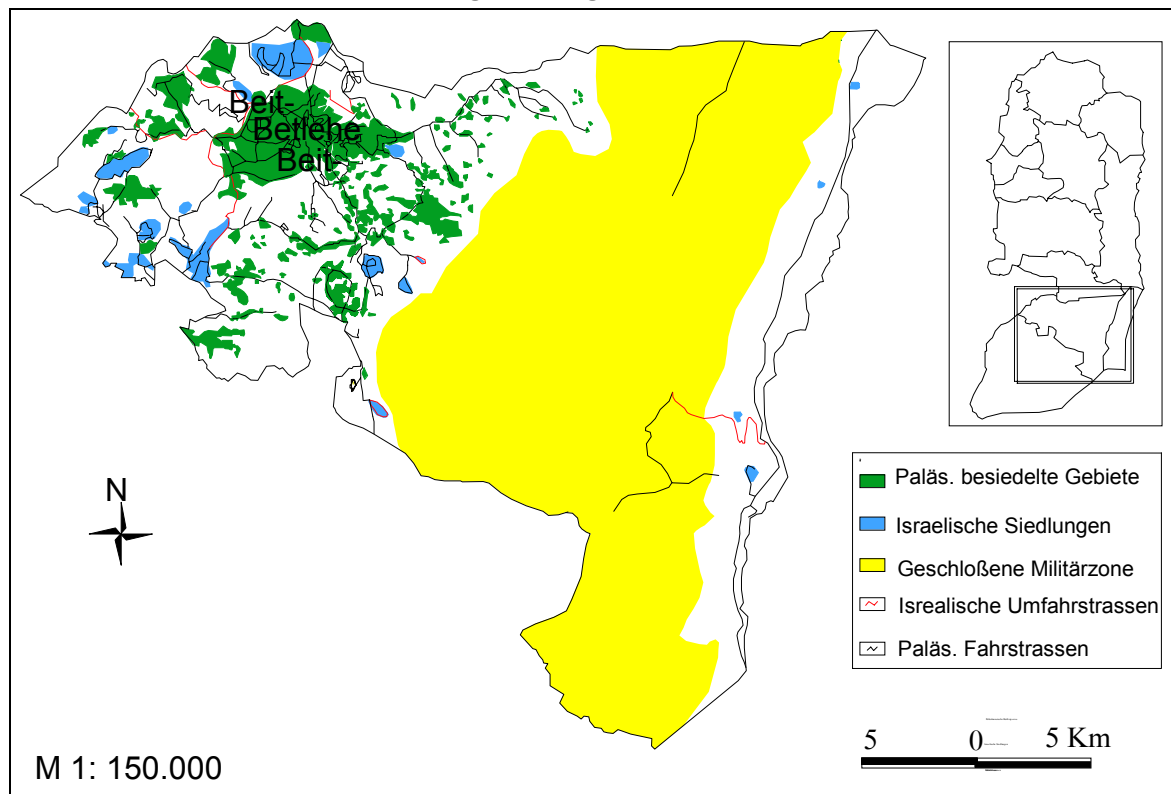 Beit-
Betlehe
Beit-
N
Paläs. besiedelte Gebiete
Israelische Siedlungen
Geschloßene Militärzone
Isrealische Umfahrstrassen
Paläs. Fahrstrassen
5 0 5 Km
M 1: 150.000